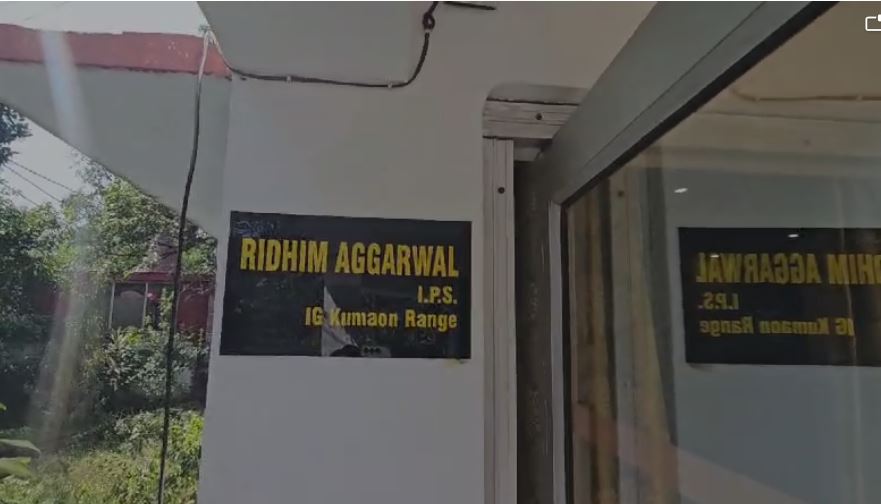 RIDHIM AGGARWAL
I.P.S.
IG Kumaon Range